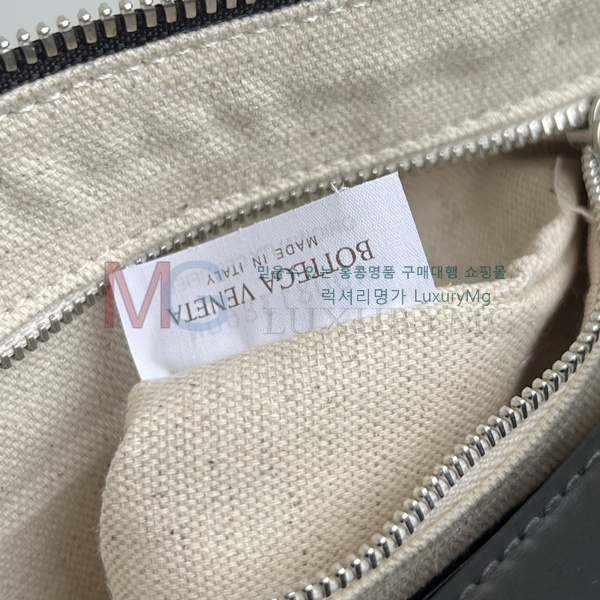 BOTTEGA VENETA
MADE IN ITALY
믿을수 있는 홍콩명품 구매대행 쇼핑몰
럭셔리명가 LuxuryMg
MG